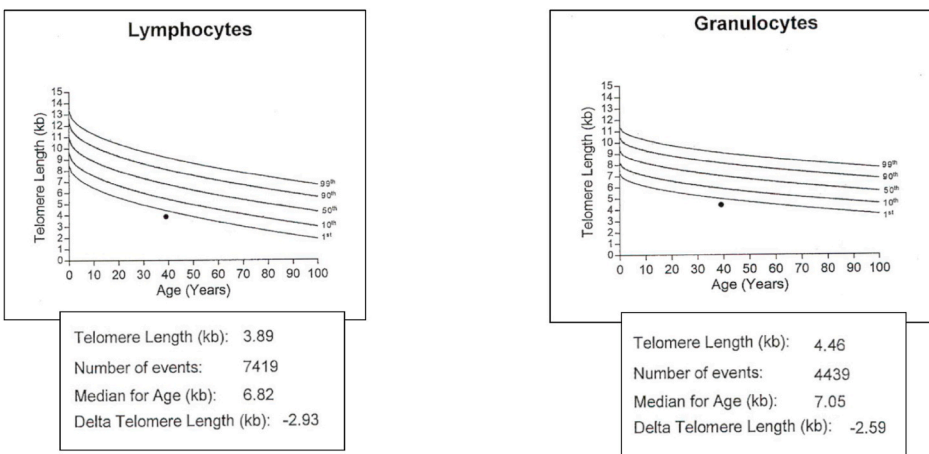 Lymphocytes
Telomere Length (kb)
15
14
13
12
11
10
9
8
7
6
5
4
3
2
1
0
99th
90th
50th
10th
1st
0 10 20 30 40 50 60 70 80 90 100
Age (Years)
Telomere Length (kb): 3.89
Number of events: 7419
Median for Age (kb): 6.82
Delta Telomere Length (kb): -2.93
Granulocytes
Telomere Length (kb)
15
14
13
12
11
10
9
8
7
6
5
4
3
2
1
0
99th
90th
50th
10th
1st
0 10 20 30 40 50 60 70 80 90 100
Age (Years)
Telomere Length (kb): 4.46
Number of events: 4439
Median for Age (kb): 7.05
Delta Telomere Length (kb): -2.59